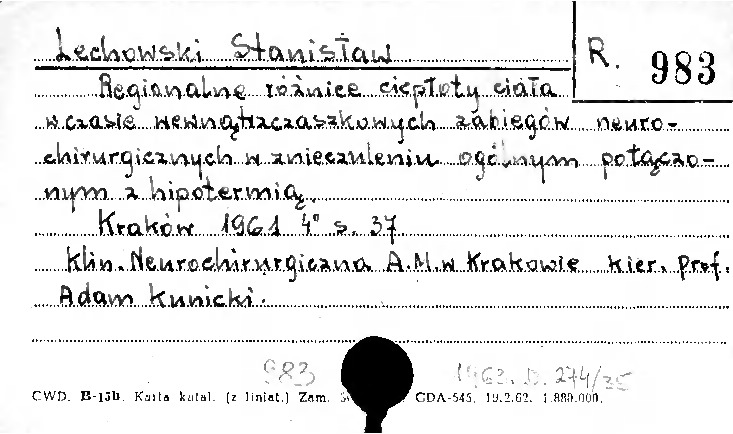 Lechowski Stanisław
R. 983
Regionalne różnice ciepłoty ciała
w czasie wewnątrzczaszkowych zabiegów neuro-
chirurgicznych w znieczuleniu ogólnym połączo-
nym z hipotermią.
Kraków 1961 4° s. 37
Klin. Neurochirurgiczna A.M. w Krakowie kier. prof.
Adam Kunicki.
983 1963. D. 274/35
CWD. B-15b. Karta katal. (z liniat.) Zam. GDA-545. 19.2.62. 1.880.000.